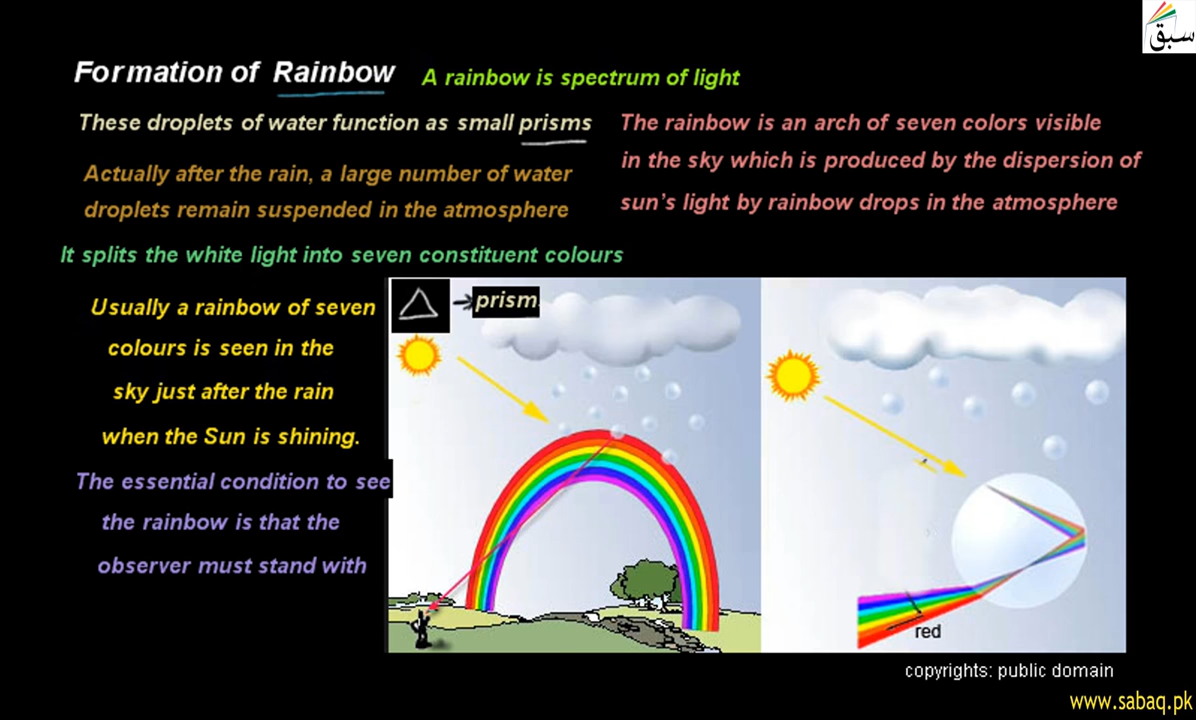 سبق
Formation of Rainbow
A rainbow is spectrum of light
These droplets of water function as small prisms
Actually after the rain, a large number of water
droplets remain suspended in the atmosphere
The rainbow is an arch of seven colors visible
in the sky which is produced by the dispersion of
sun's light by rainbow drops in the atmosphere
It splits the white light into seven constituent colours
Usually a rainbow of seven
colours is seen in the
sky just after the rain
when the Sun is shining.
The essential condition to see
the rainbow is that the
observer must stand with
prism
red
copyrights: public domain
www.sabaq.pk